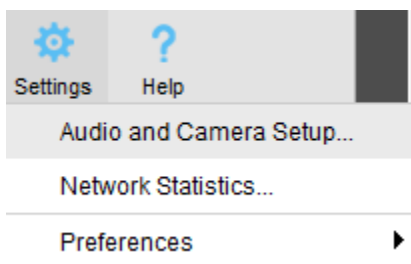 ?
Settings Help
Audio and Camera Setup...
Network Statistics...
Preferences